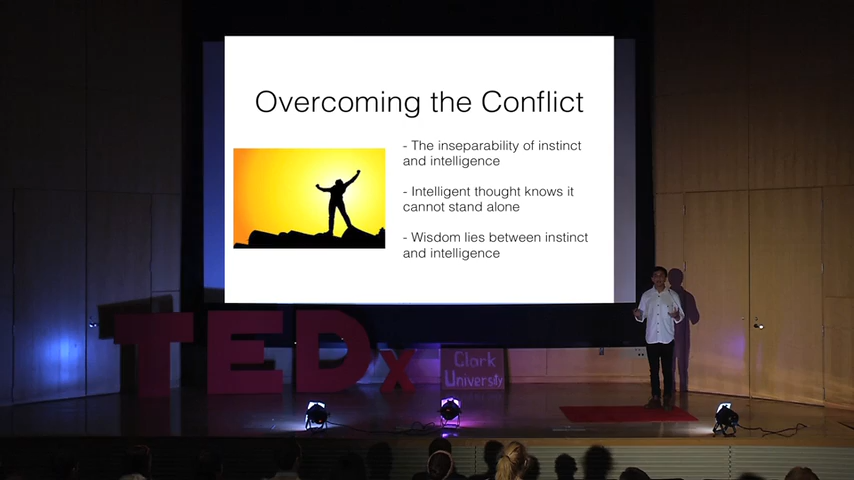 Overcoming the Conflict
- The inseparability of instinct
and intelligence
- Intelligent thought knows it
cannot stand alone
- Wisdom lies between instinct
and intelligence
TEDx
Clark
University